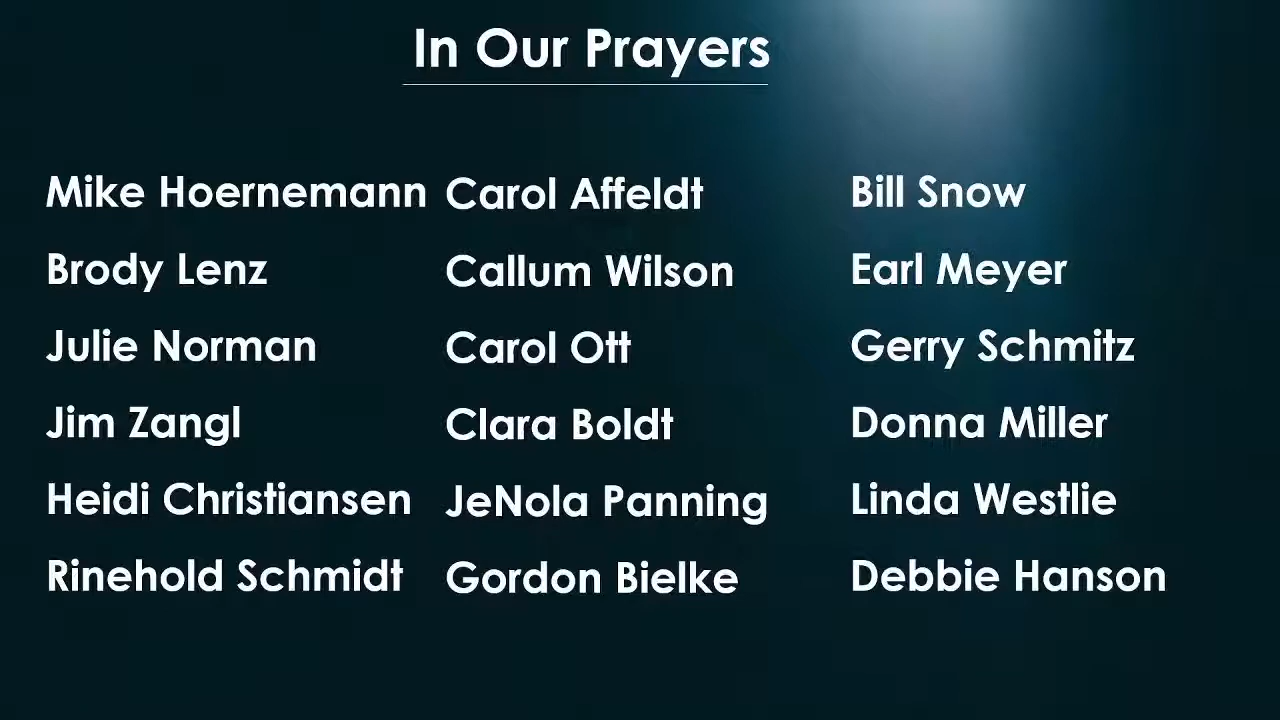 In Our Prayers
Mike Hoernemann
Brody Lenz
Julie Norman
Jim Zangl
Heidi Christiansen
Rinehold Schmidt
Carol Affeldt
Callum Wilson
Carol Ott
Clara Boldt
JeNola Panning
Gordon Bielke
Bill Snow
Earl Meyer
Gerry Schmitz
Donna Miller
Linda Westlie
Debbie Hanson